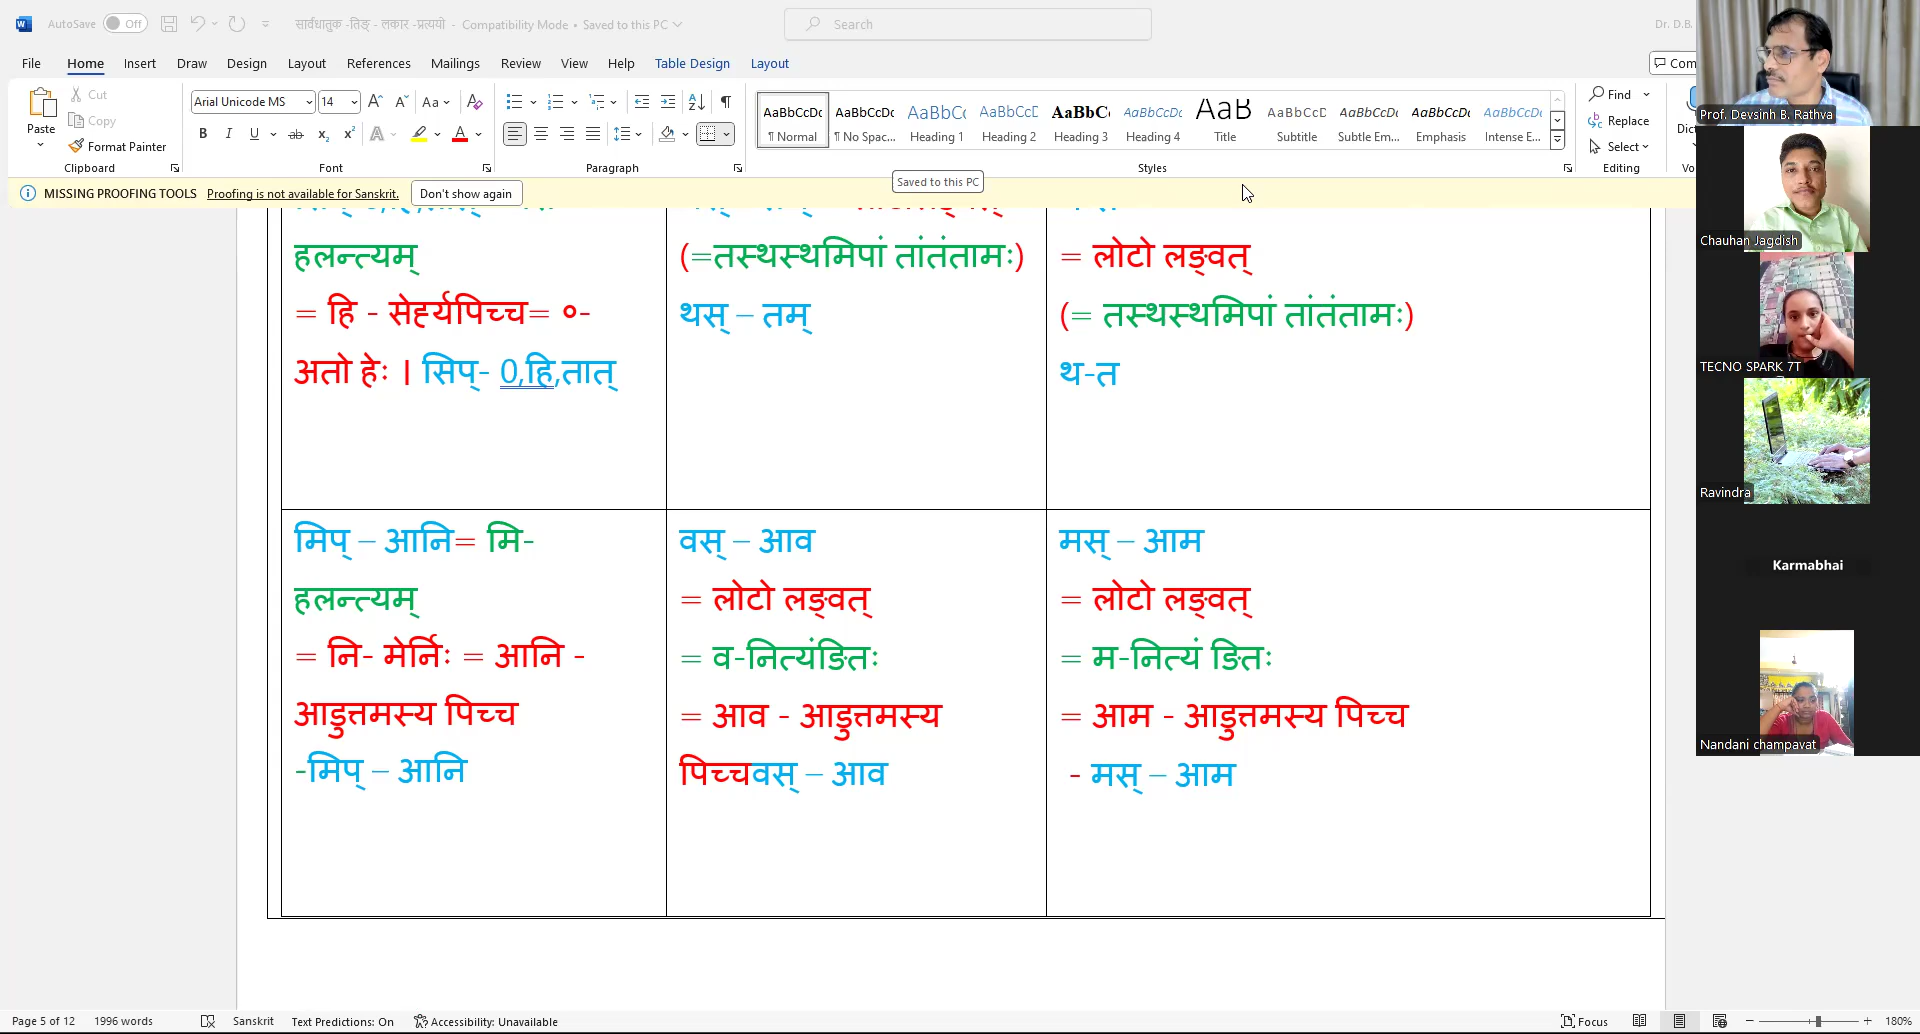 AutoSave Off सार्वधातुक -तिङ् - लकार -प्रत्ययो - Compatibility Mode • Saved to this PC Search Dr. D.B.
File Home Insert Draw Design Layout References Mailings Review View Help Table Design Layout Com
Paste Cut Copy Format Painter Clipboard
Arial Unicode MS 14 Font
Paragraph
AaBbCcDc AaBbCcDc AaBbCc AaBbCcD AaBbC AaBbCcDc AaB AaBbCcD AaBbCcDc AaBbCcDc AaBbCcDc
¶ Normal ¶ No Spac... Heading 1 Heading 2 Heading 3 Heading 4 Title Subtitle Subtle Em... Emphasis Intense E...
Styles
Find Replace Select Editing
Dict
Vo
MISSING PROOFING TOOLS Proofing is not available for Sanskrit. Don't show again
Saved to this PC
हलन्त्यम्
= हि - सेर्ह्यपिच्च= ०-
अतो हेः । सिप्- 0,हि,तात्
(=तस्थस्थमिपां तांतंतामः)
थस् – तम्
= लोटो लङ्वत्
(= तस्थस्थमिपां तांतंतामः)
थ-त
मिप् – आनि= मि-
हलन्त्यम्
= नि- मेर्निः = आनि -
आडुत्तमस्य पिच्च
-मिप् – आनि
वस् – आव
= लोटो लङ्वत्
= व-नित्यंङितः
= आव - आडुत्तमस्य
पिच्चवस् – आव
मस् – आम
= लोटो लङ्वत्
= म-नित्यं ङितः
= आम - आडुत्तमस्य पिच्च
- मस् – आम
Prof. Devsinh B. Rathva
Chauhan Jagdish
TECNO SPARK 7T
Ravindra
Karmabhai
Nandani champavat
Page 5 of 12 1996 words Sanskrit Text Predictions: On Accessibility: Unavailable Focus 180%